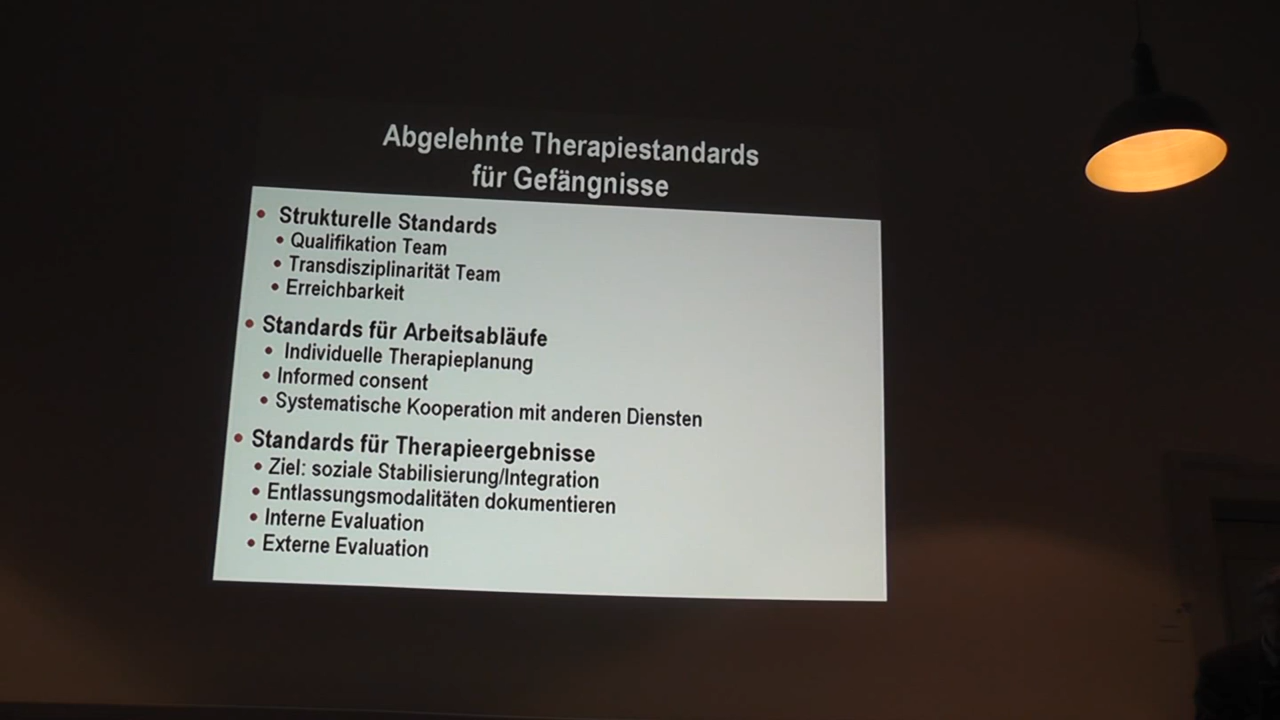 Abgelehnte Therapiestandards
für Gefängnisse
• Strukturelle Standards
• Qualifikation Team
• Transdisziplinarität Team
• Erreichbarkeit
• Standards für Arbeitsabläufe
• Individuelle Therapieplanung
• Informed consent
• Systematische Kooperation mit anderen Diensten
• Standards für Therapieergebnisse
• Ziel: soziale Stabilisierung/Integration
• Entlassungsmodalitäten dokumentieren
• Interne Evaluation
• Externe Evaluation